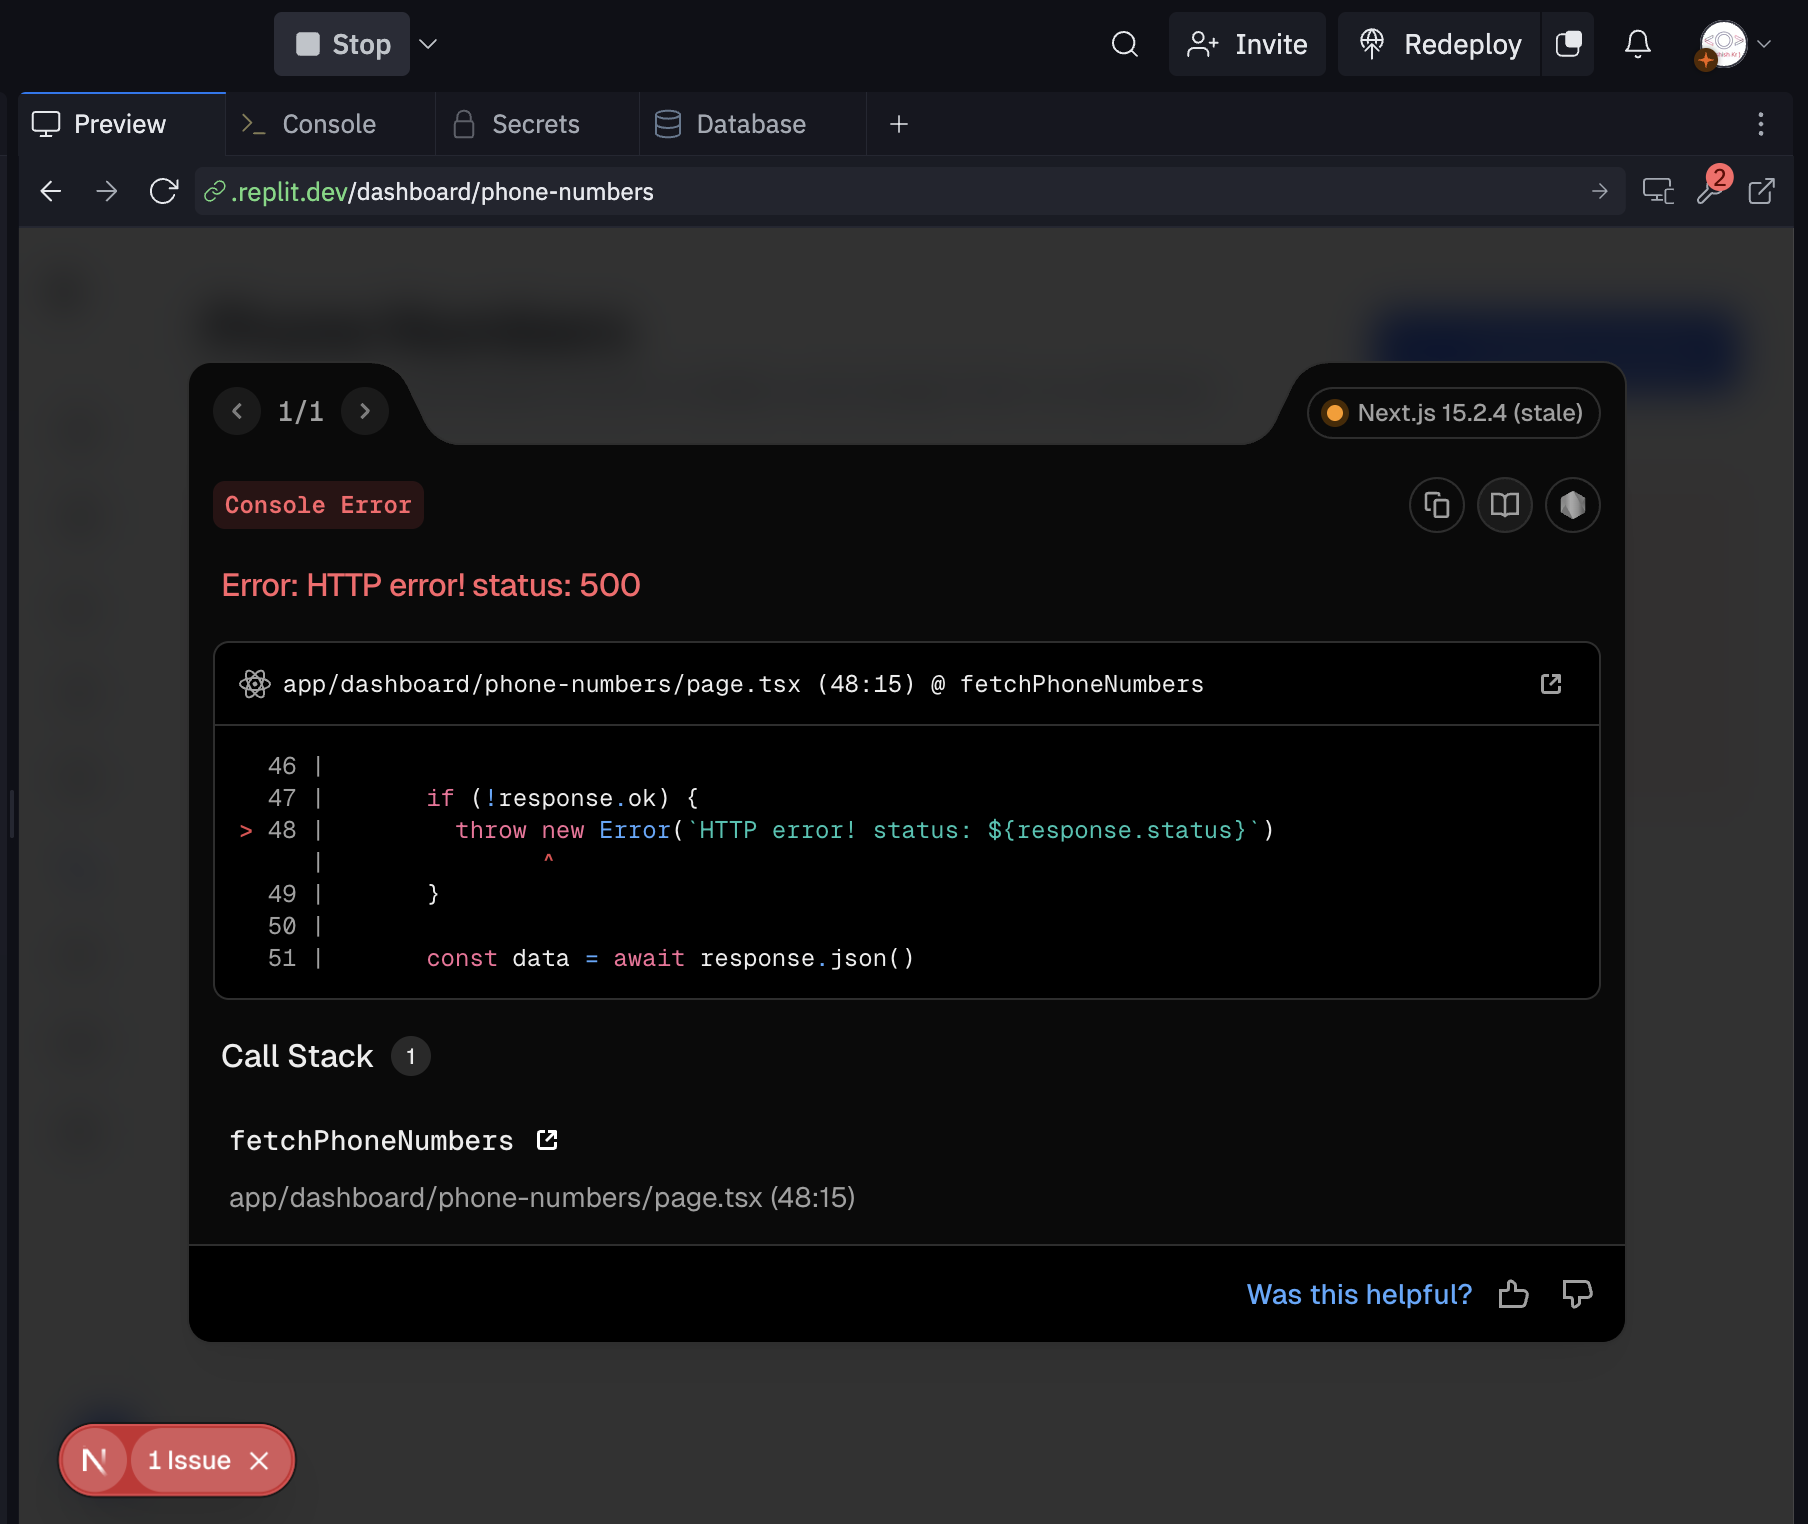 Stop
Invite
Redeploy
Preview
Console
Secrets
Database
.replit.dev/dashboard/phone-numbers
2
1/1
Next.js 15.2.4 (stale)
Console Error
Error: HTTP error! status: 500
app/dashboard/phone-numbers/page.tsx (48:15) @ fetchPhoneNumbers
46 |
47 | if (!response.ok) {
> 48 | throw new Error(`HTTP error! status: ${response.status}`)
| ^
49 | }
50 |
51 | const data = await response.json()
Call Stack 1
fetchPhoneNumbers
app/dashboard/phone-numbers/page.tsx (48:15)
Was this helpful?
N 1 Issue